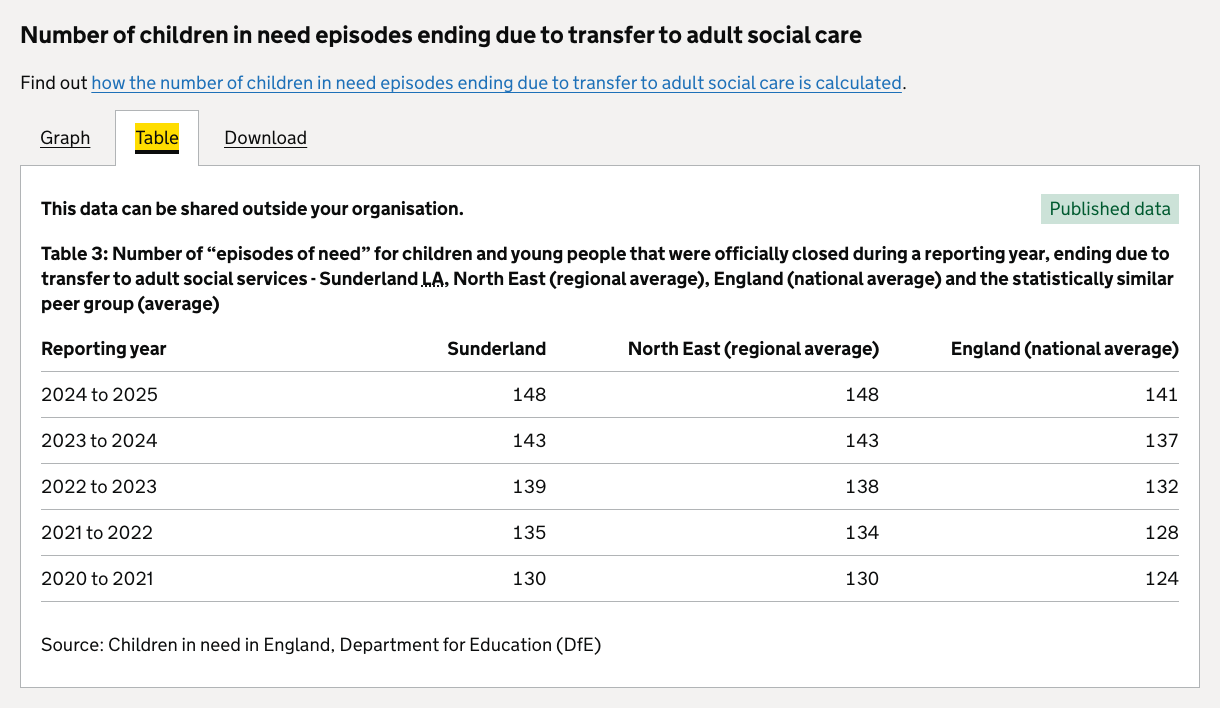 Number of children in need episodes ending due to transfer to adult social care
Find out how the number of children in need episodes ending due to transfer to adult social care is calculated.
Graph Table Download
This data can be shared outside your organisation. Published data
Table 3: Number of “episodes of need” for children and young people that were officially closed during a reporting year, ending due to
transfer to adult social services - Sunderland LA, North East (regional average), England (national average) and the statistically similar
peer group (average)
Reporting year Sunderland North East (regional average) England (national average)
2024 to 2025 148 148 141
2023 to 2024 143 143 137
2022 to 2023 139 138 132
2021 to 2022 135 134 128
2020 to 2021 130 130 124
Source: Children in need in England, Department for Education (DfE)